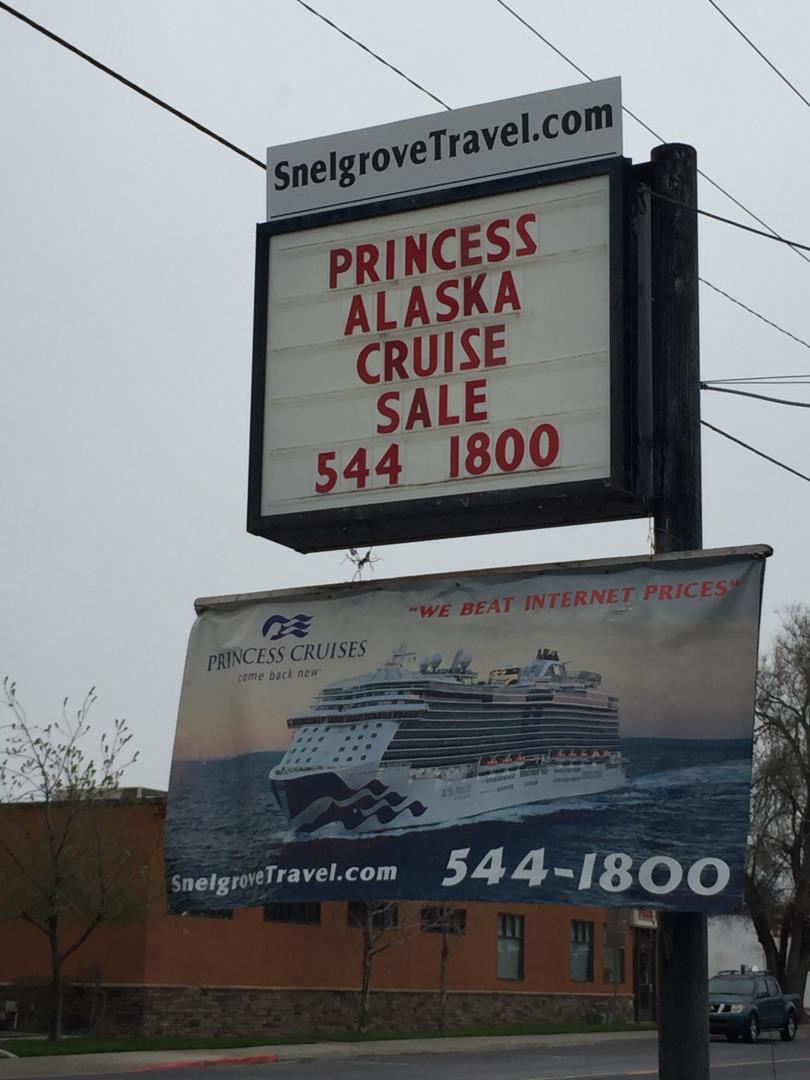 SnelgroveTravel.com
PRINCESS
ALASKA
CRUISE
SALE
544 1800
"WE BEAT INTERNET PRICES"
PRINCESS CRUISES
come back new
SnelgroveTravel.com
544-1800